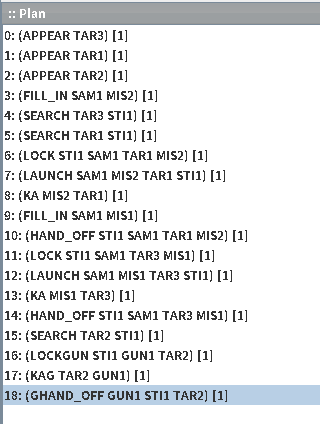 :: Plan
0: (APPEAR TAR3) [1]
1: (APPEAR TAR1) [1]
2: (APPEAR TAR2) [1]
3: (FILL_IN SAM1 MIS2) [1]
4: (SEARCH TAR3 STI1) [1]
5: (SEARCH TAR1 STI1) [1]
6: (LOCK STI1 SAM1 TAR1 MIS2) [1]
7: (LAUNCH SAM1 MIS2 TAR1 STI1) [1]
8: (KA MIS2 TAR1) [1]
9: (FILL_IN SAM1 MIS1) [1]
10: (HAND_OFF STI1 SAM1 TAR1 MIS2) [1]
11: (LOCK STI1 SAM1 TAR3 MIS1) [1]
12: (LAUNCH SAM1 MIS1 TAR3 STI1) [1]
13: (KA MIS1 TAR3) [1]
14: (HAND_OFF STI1 SAM1 TAR3 MIS1) [1]
15: (SEARCH TAR2 STI1) [1]
16: (LOCKGUN STI1 GUN1 TAR2) [1]
17: (KAG TAR2 GUN1) [1]
18: (GHAND_OFF GUN1 STI1 TAR2) [1]